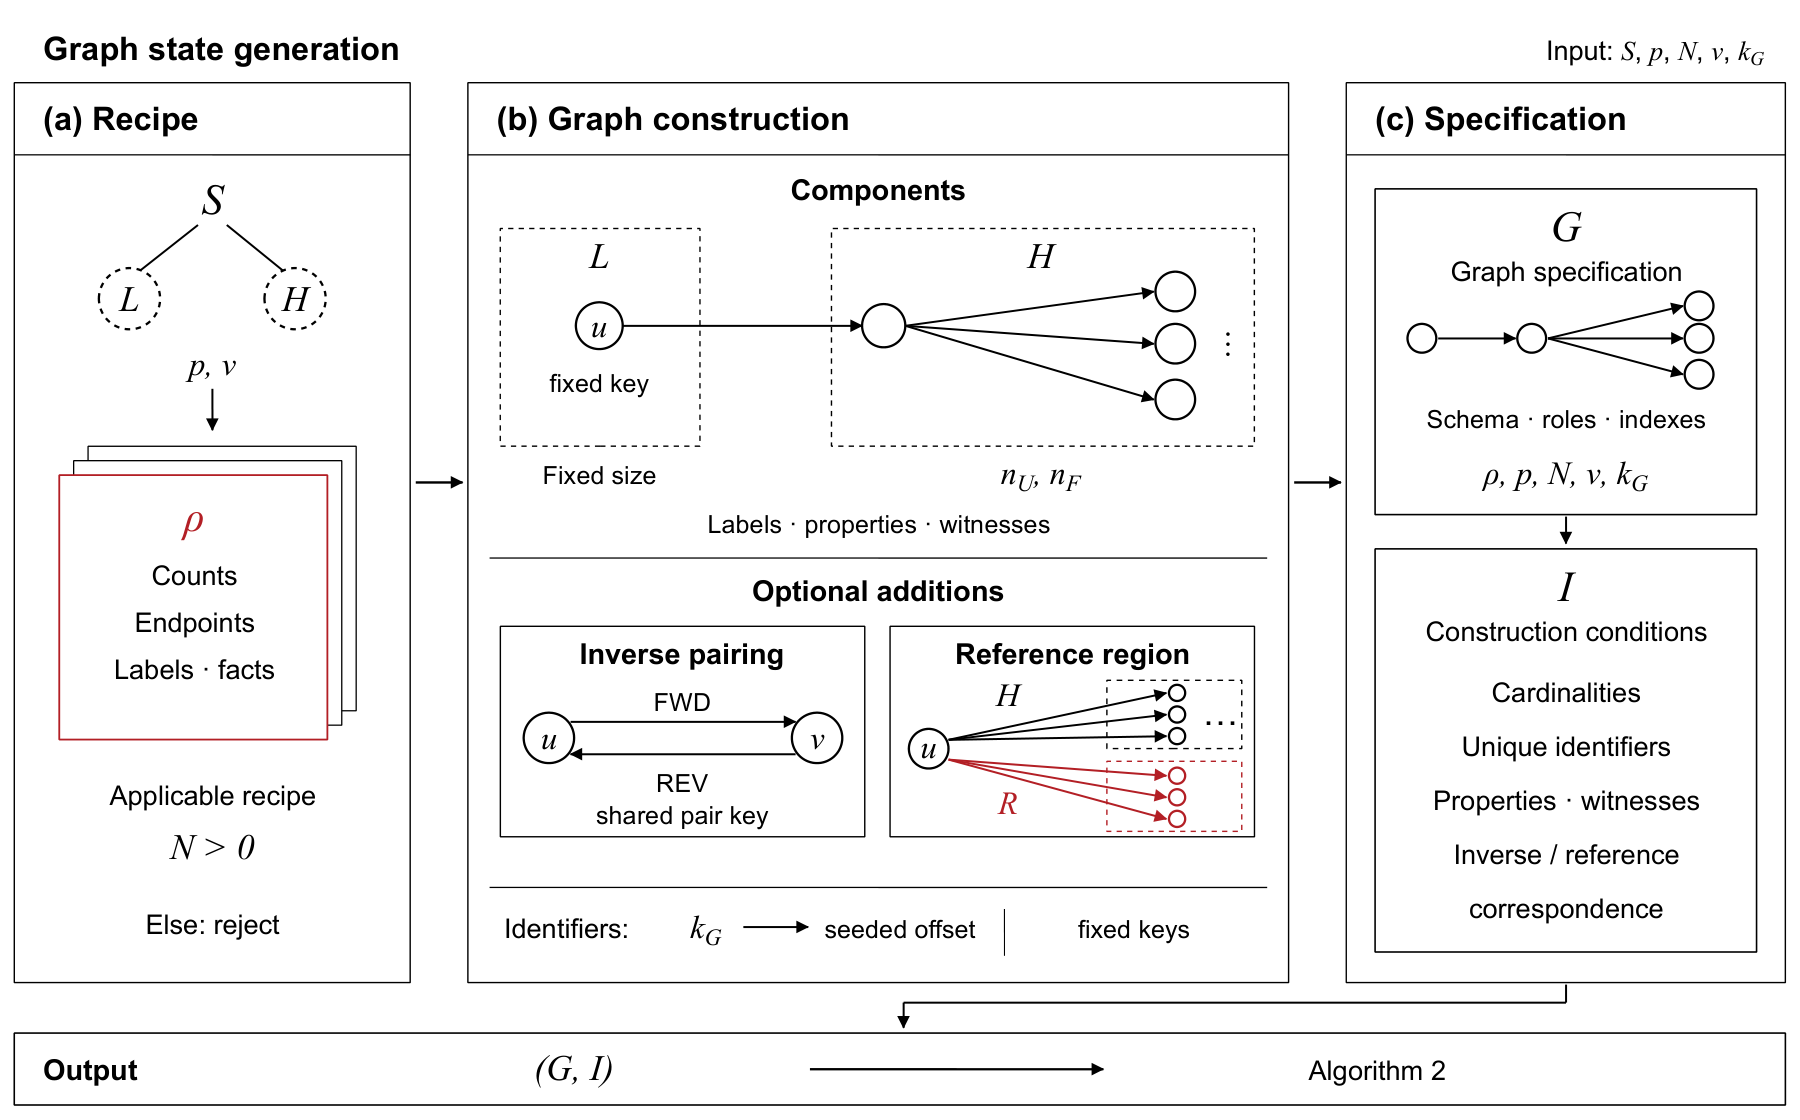 Graph state generation
Input: S, p, N, v, k_G
(a) Recipe
S
L
H
p, v
ρ
Counts
Endpoints
Labels · facts
Applicable recipe
N > 0
Else: reject
(b) Graph construction
Components
L
u
fixed key
Fixed size
H
⋮
n_U, n_F
Labels · properties · witnesses
Optional additions
Inverse pairing
FWD
u
v
REV
shared pair key
Reference region
H
u
...
R
Identifiers: k_G seeded offset | fixed keys
(c) Specification
G
Graph specification
Schema · roles · indexes
ρ, p, N, v, k_G
I
Construction conditions
Cardinalities
Unique identifiers
Properties · witnesses
Inverse / reference
correspondence
Output (G, I) Algorithm 2